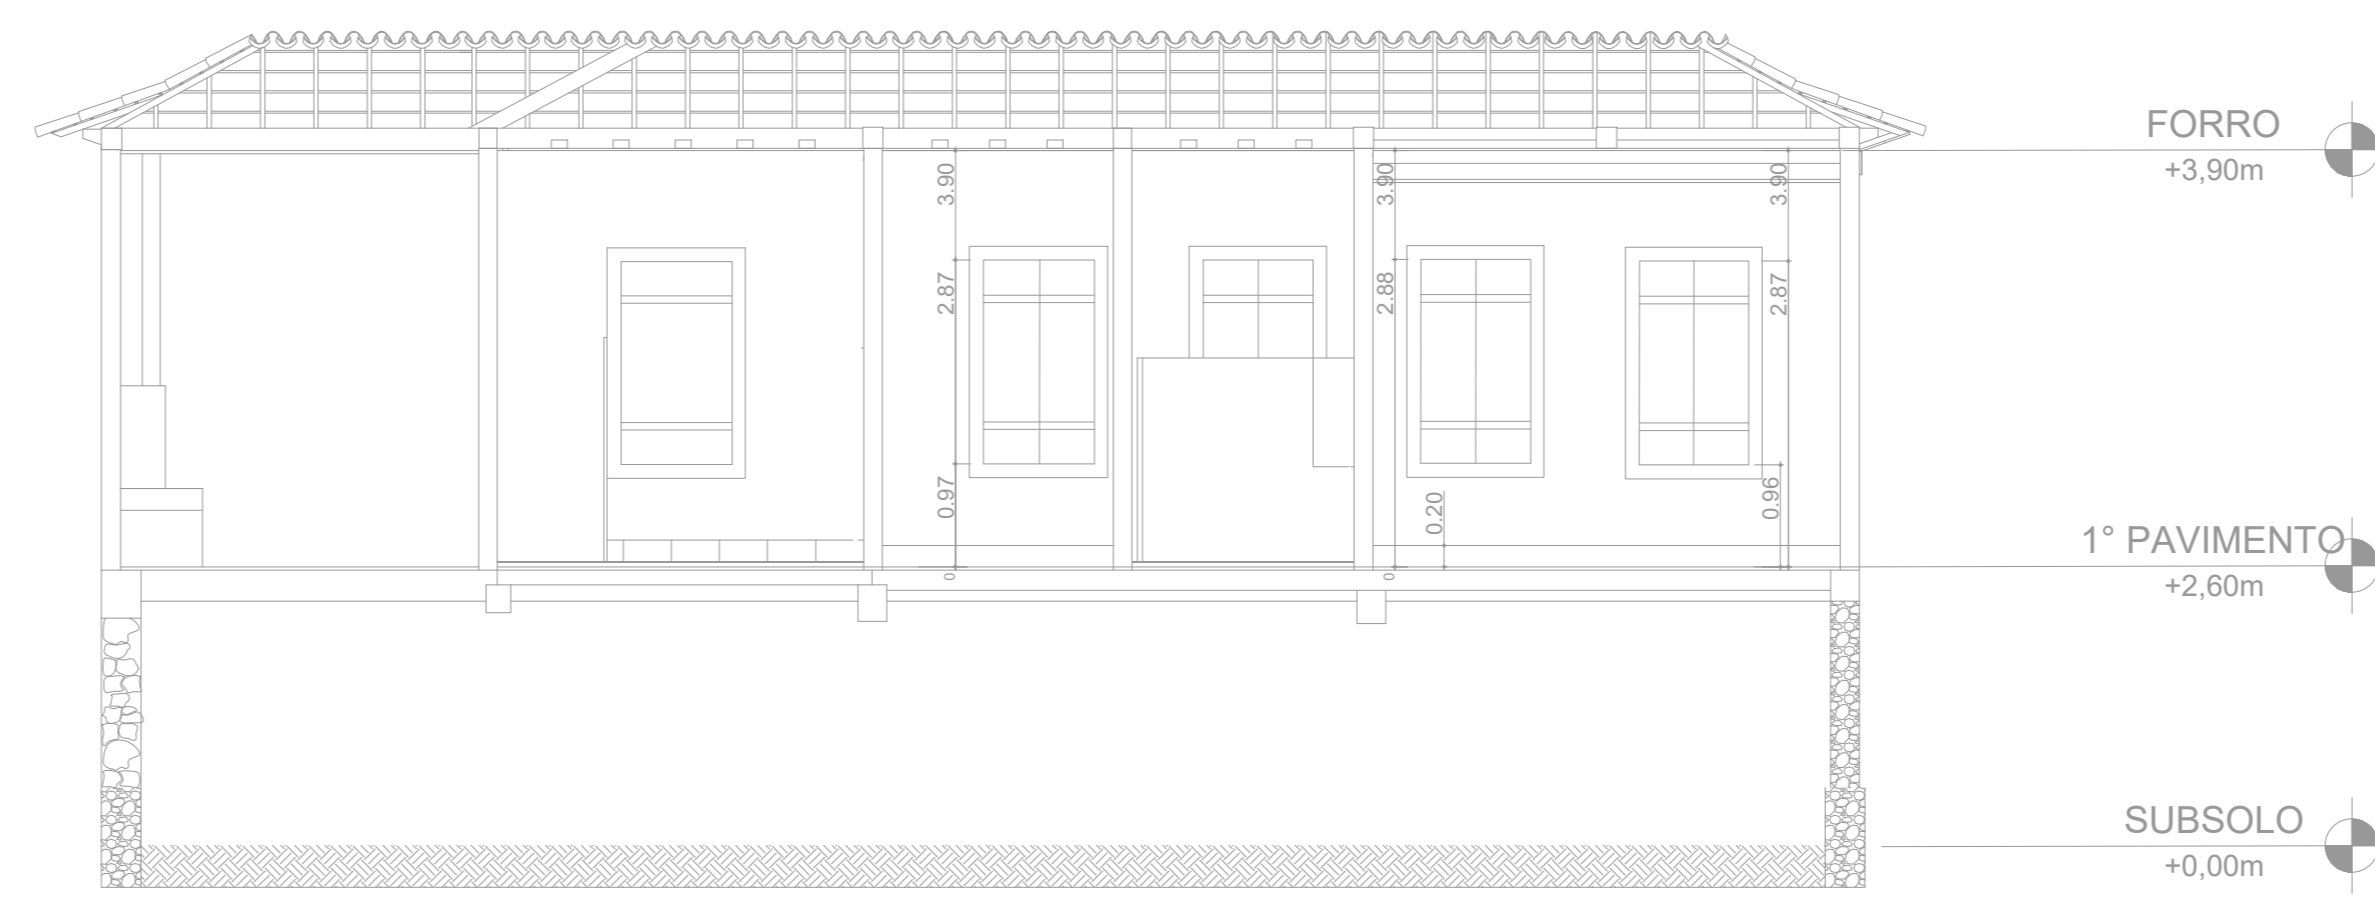 FORRO
+3,90m
3.90
3.90
3.90
2.87
2.88
2.87
0.97
0.20
0.96
1° PAVIMENTO
+2,60m
0
0
SUBSOLO
+0,00m